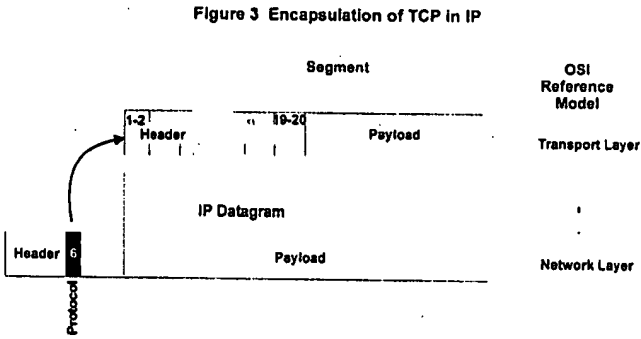 Figure 3 Encapsulation of TCP in IP
Segment
OSI
Reference
Model
1-2
19-20
Header
Payload
Transport Layer
IP Datagram
Header
6
Payload
Network Layer
Protocol